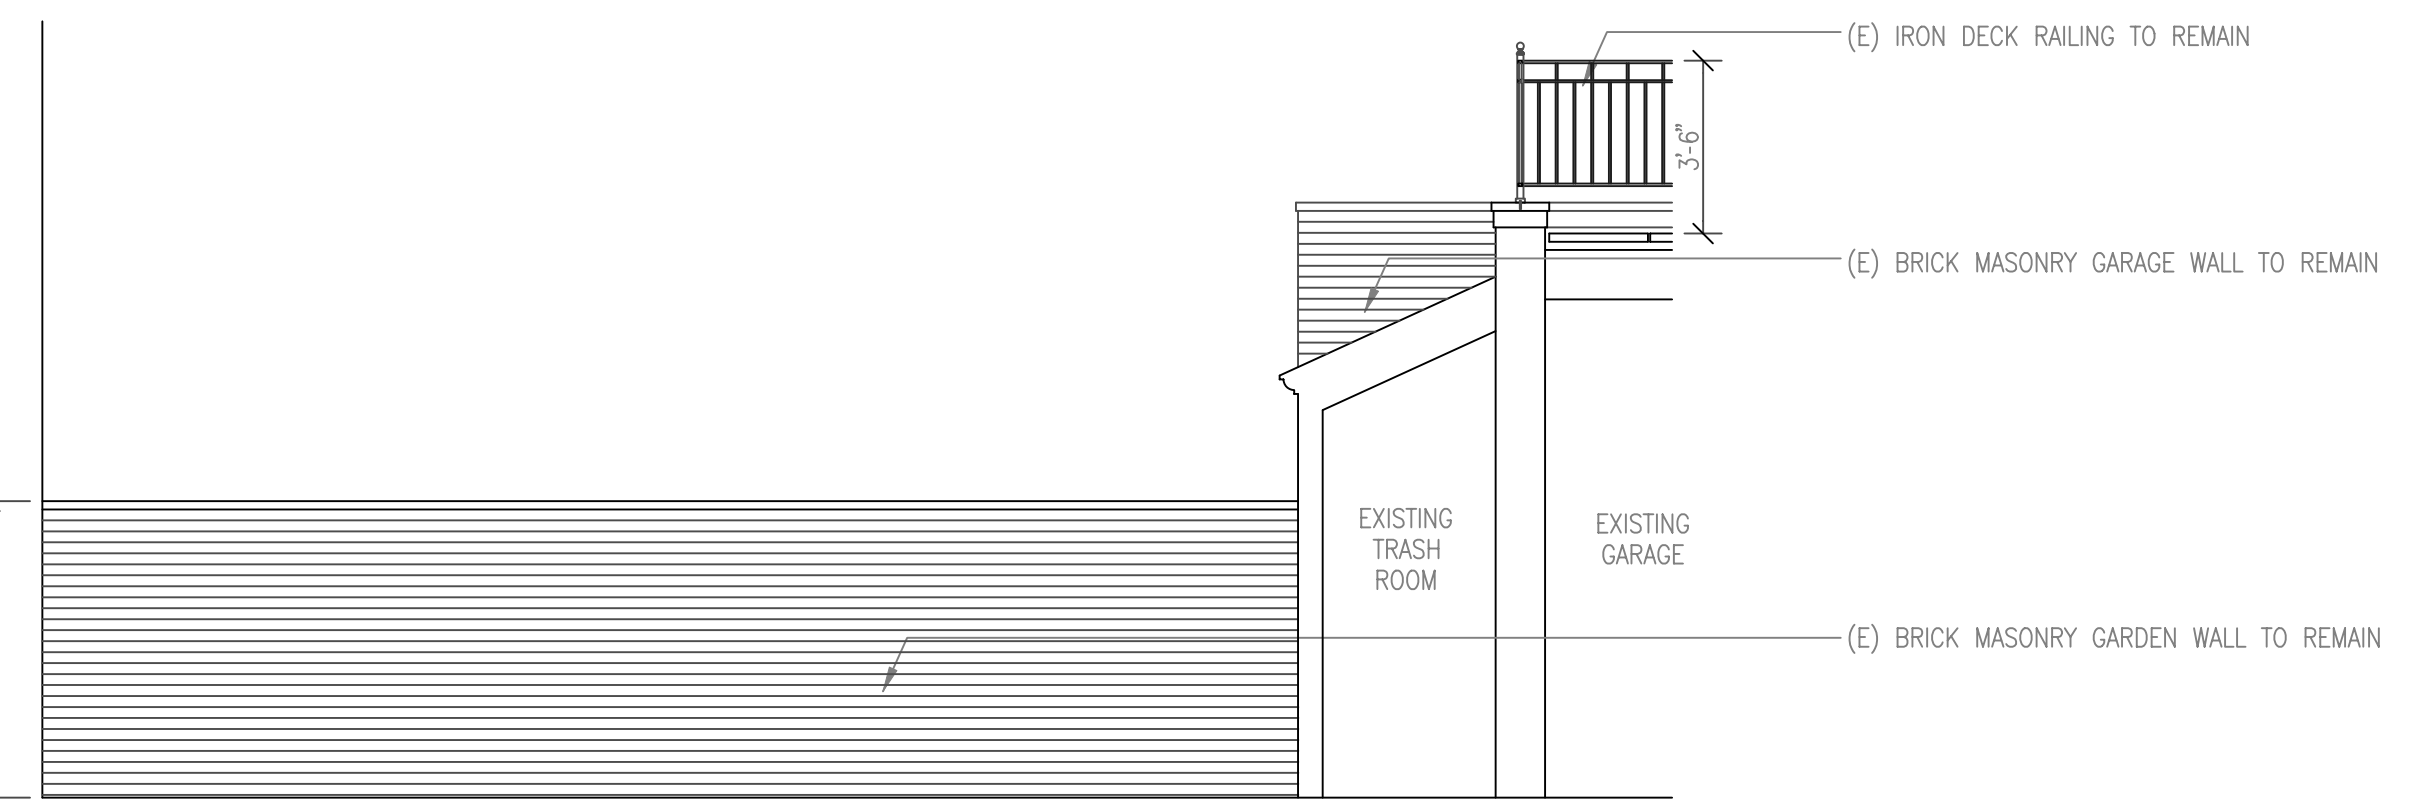 (E) IRON DECK RAILING TO REMAIN
3'-6"
(E) BRICK MASONRY GARAGE WALL TO REMAIN
EXISTING
TRASH
ROOM
EXISTING
GARAGE
(E) BRICK MASONRY GARDEN WALL TO REMAIN